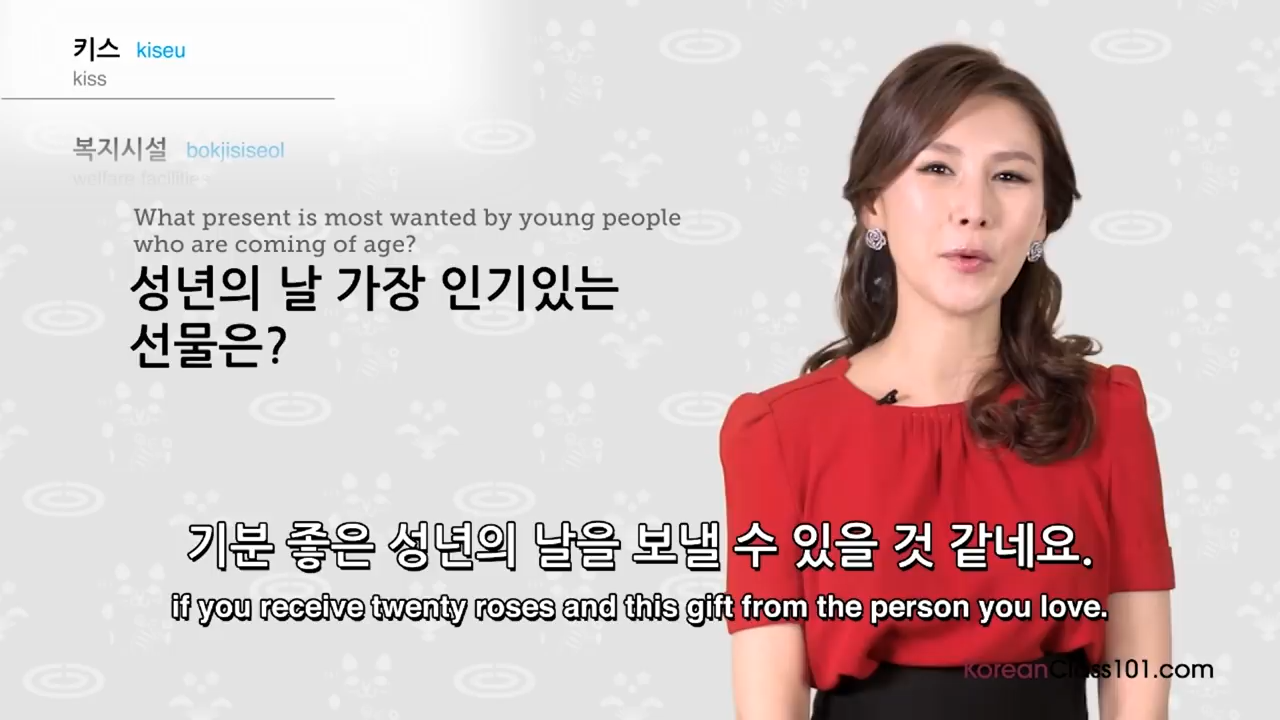 키스 kiseu
kiss
복지시설 bokjisiseol
welfare facilities
What present is most wanted by young people
who are coming of age?
성년의 날 가장 인기있는
선물은?
기분 좋은 성년의 날을 보낼 수 있을 것 같네요.
if you receive twenty roses and this gift from the person you love.
KoreanClass101.com